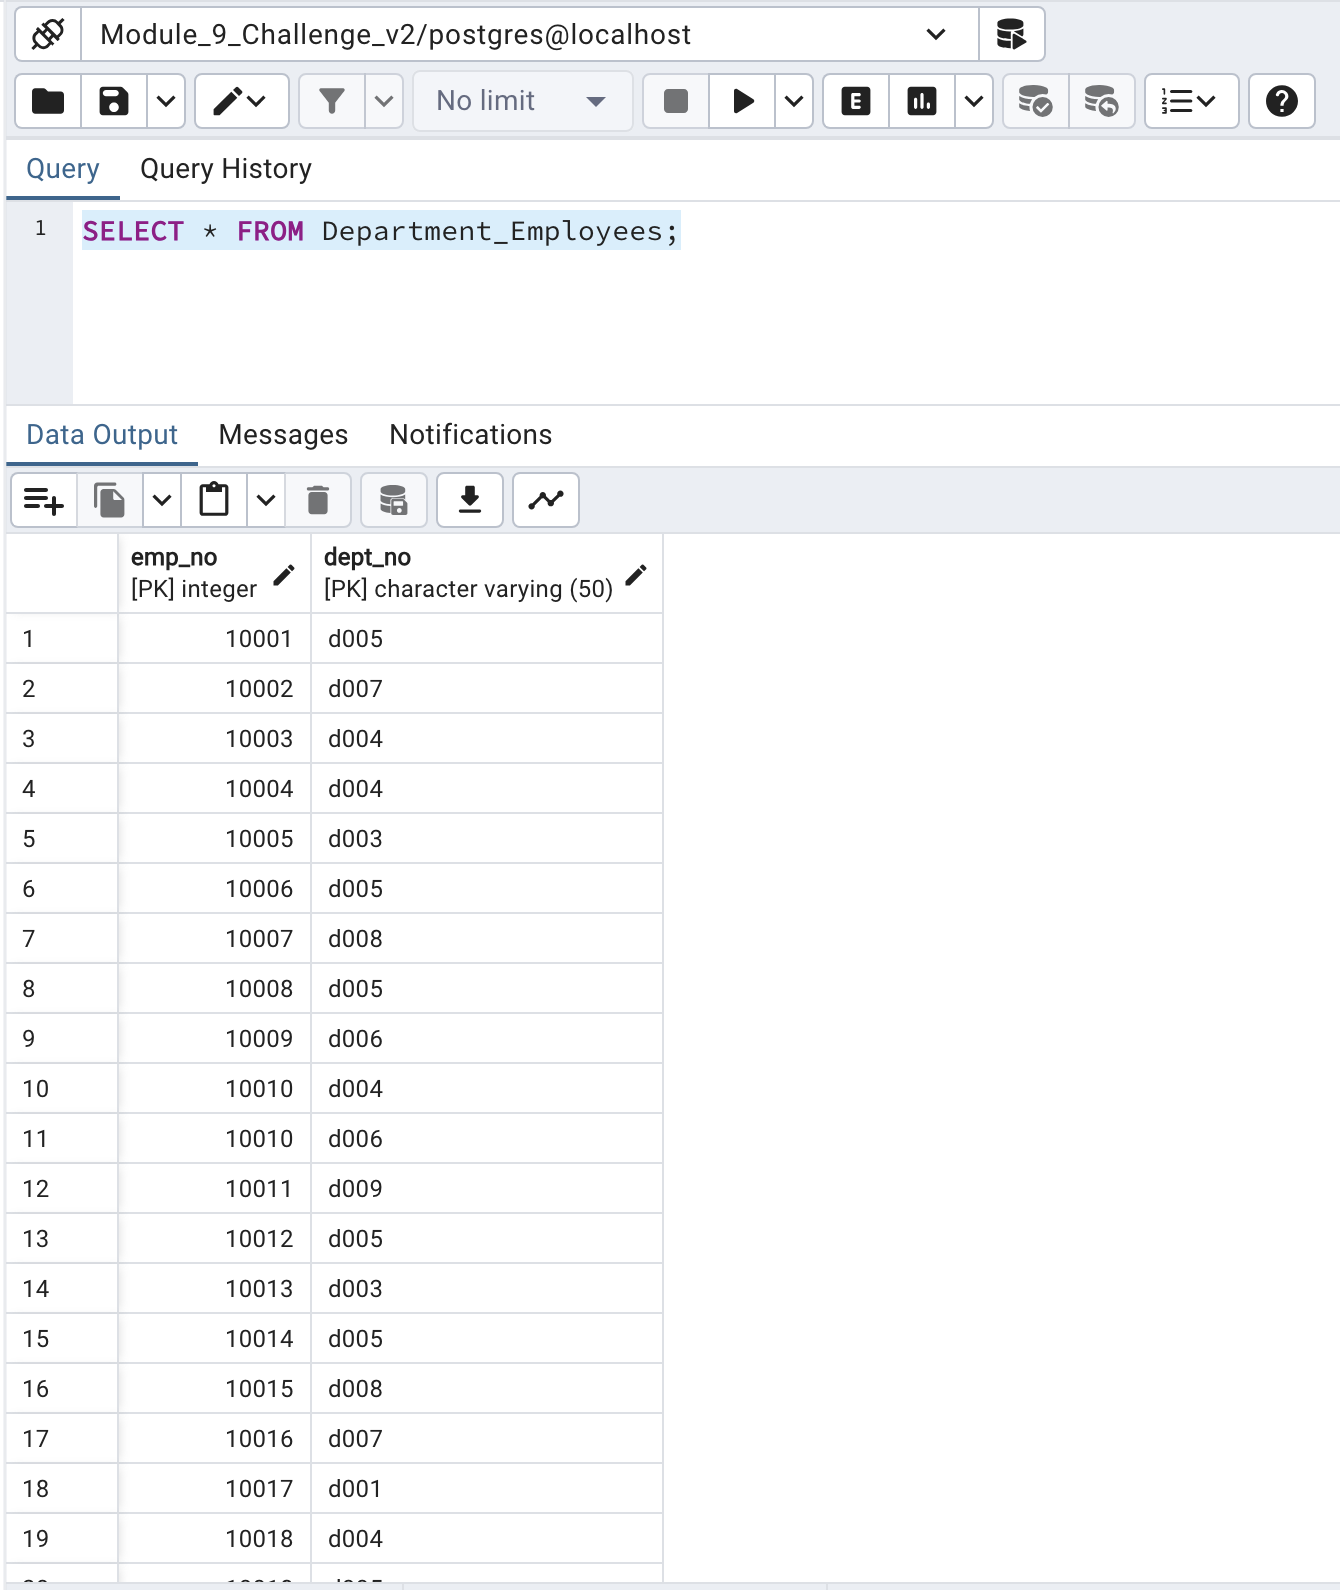 Module_9_Challenge_v2/postgres@localhost
No limit
E
Query Query History
1 SELECT * FROM Department_Employees;
Data Output Messages Notifications
emp_no dept_no
[PK] integer [PK] character varying (50)
1 10001 d005
2 10002 d007
3 10003 d004
4 10004 d004
5 10005 d003
6 10006 d005
7 10007 d008
8 10008 d005
9 10009 d006
10 10010 d004
11 10010 d006
12 10011 d009
13 10012 d005
14 10013 d003
15 10014 d005
16 10015 d008
17 10016 d007
18 10017 d001
19 10018 d004